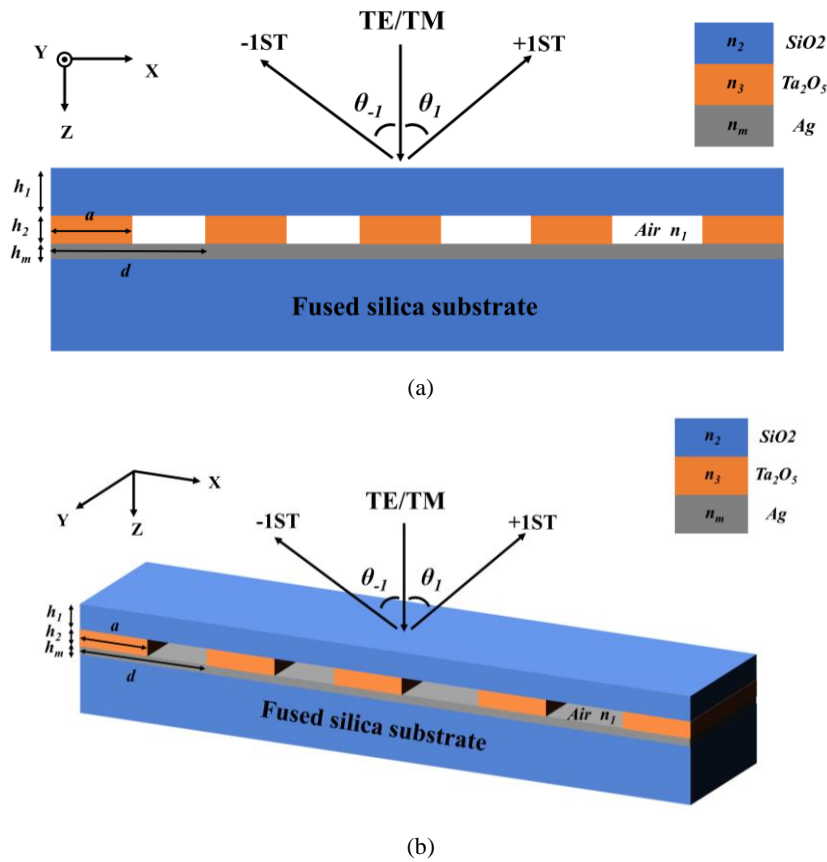 TE/TM
-1ST
+1ST
Y
X
Z
θ-1
θ1
n2 SiO2
n3 Ta2O5
nm Ag
h1
h2
hm
a
d
Air n1
Fused silica substrate
(a)
n2 SiO2
n3 Ta2O5
nm Ag
X
Y
Z
TE/TM
-1ST
+1ST
θ-1
θ1
h1
h2
hm
a
d
Air n1
Fused silica substrate
(b)